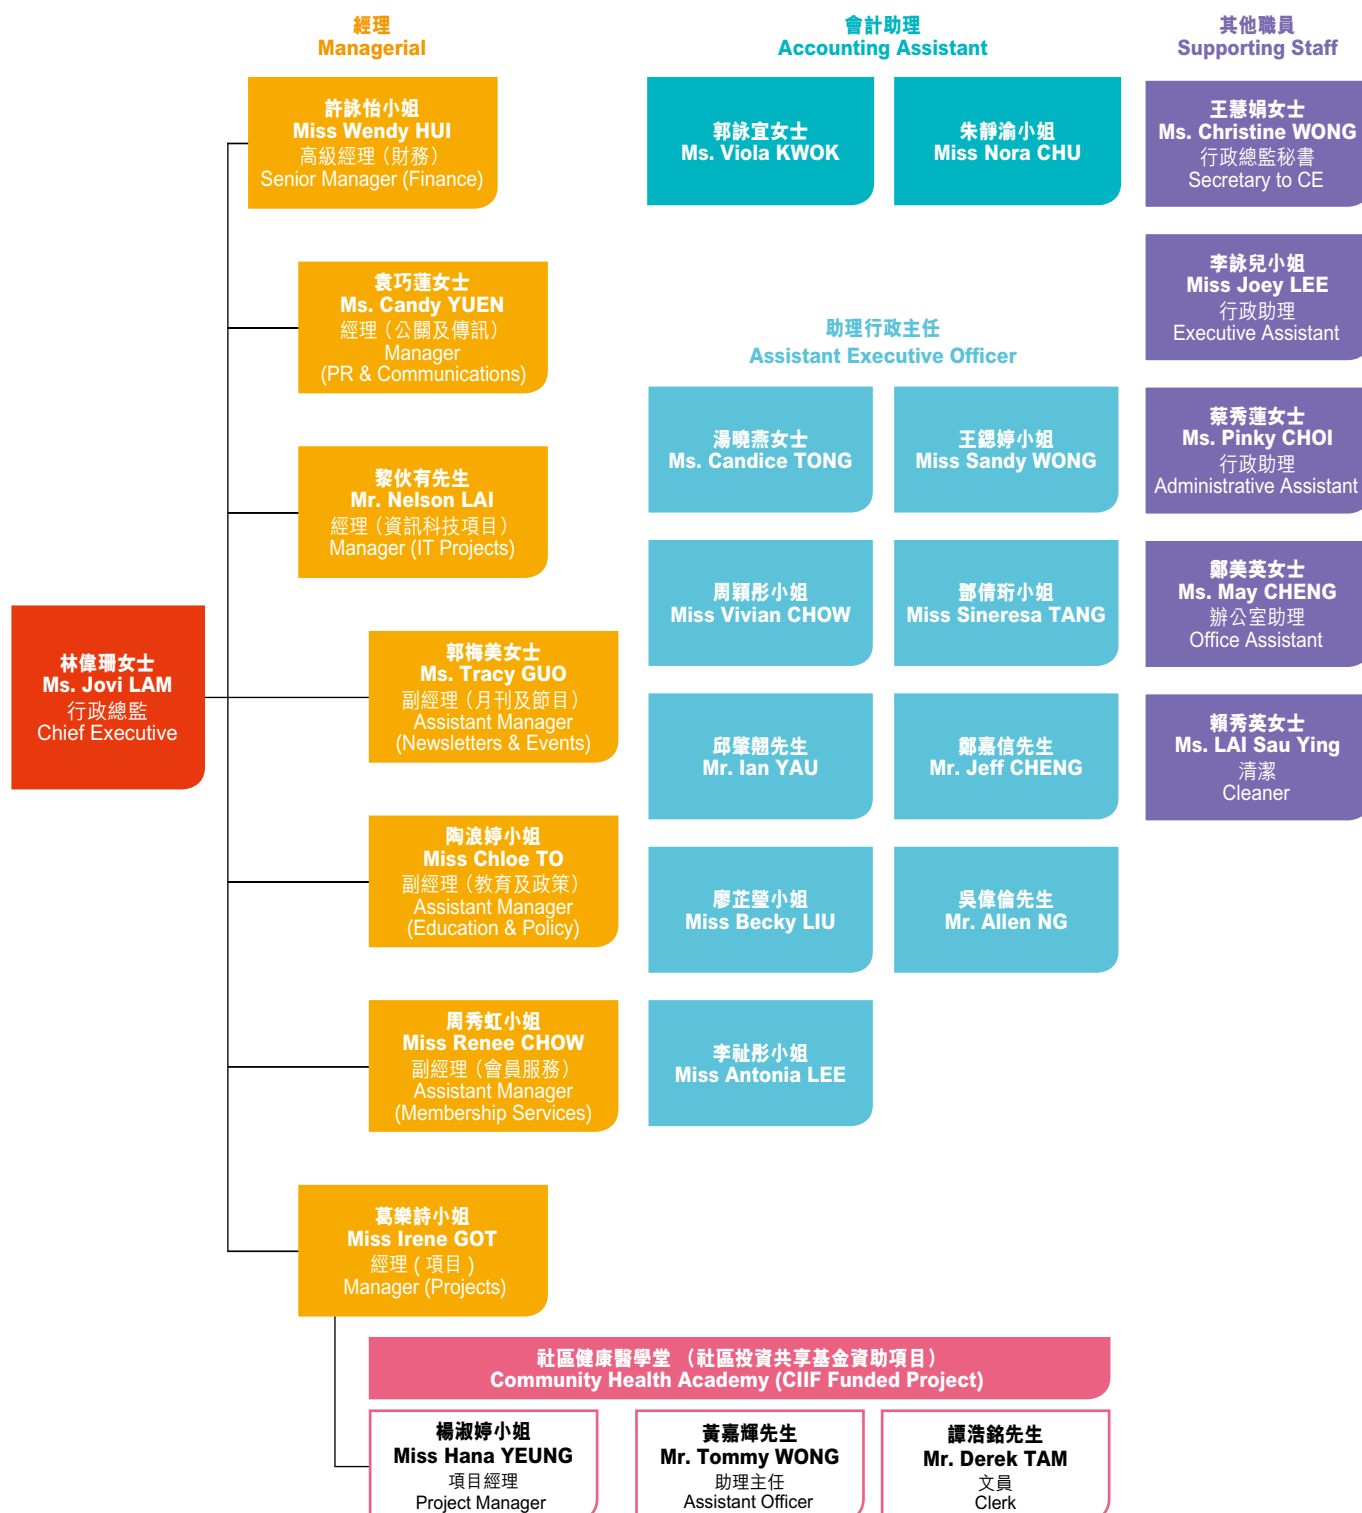 經理
Managerial
許詠怡小姐
Miss Wendy HUI
高級經理（財務）
Senior Manager (Finance)
袁巧蓮女士
Ms. Candy YUEN
經理（公關及傳訊）
Manager
(PR & Communications)
黎伙有先生
Mr. Nelson LAI
經理（資訊科技項目）
Manager (IT Projects)
林偉珊女士
Ms. Jovi LAM
行政總監
Chief Executive
郭梅美女士
Ms. Tracy GUO
副經理（月刊及節目）
Assistant Manager
(Newsletters & Events)
陶浪婷小姐
Miss Chloe TO
副經理（教育及政策）
Assistant Manager
(Education & Policy)
周秀虹小姐
Miss Renee CHOW
副經理（會員服務）
Assistant Manager
(Membership Services)
葛樂詩小姐
Miss Irene GOT
經理 ( 項目 )
Manager (Projects)
社區健康醫學堂 （社區投資共享基金資助項目）
Community Health Academy (CIIF Funded Project)
楊淑婷小姐
Miss Hana YEUNG
項目經理
Project Manager
黃嘉輝先生
Mr. Tommy WONG
助理主任
Assistant Officer
譚浩銘先生
Mr. Derek TAM
文員
Clerk
會計助理
Accounting Assistant
郭詠宜女士
Ms. Viola KWOK
朱靜渝小姐
Miss Nora CHU
助理行政主任
Assistant Executive Officer
湯曉燕女士
Ms. Candice TONG
王鍶婷小姐
Miss Sandy WONG
周穎彤小姐
Miss Vivian CHOW
鄧倩珩小姐
Miss Sineresa TANG
邱肇翹先生
Mr. Ian YAU
鄭嘉信先生
Mr. Jeff CHENG
廖芷瑩小姐
Miss Becky LIU
吳偉倫先生
Mr. Allen NG
李祉彤小姐
Miss Antonia LEE
其他職員
Supporting Staff
王慧娟女士
Ms. Christine WONG
行政總監秘書
Secretary to CE
李詠兒小姐
Miss Joey LEE
行政助理
Executive Assistant
蔡秀蓮女士
Ms. Pinky CHOI
行政助理
Administrative Assistant
鄭美英女士
Ms. May CHENG
辦公室助理
Office Assistant
賴秀英女士
Ms. LAI Sau Ying
清潔
Cleaner